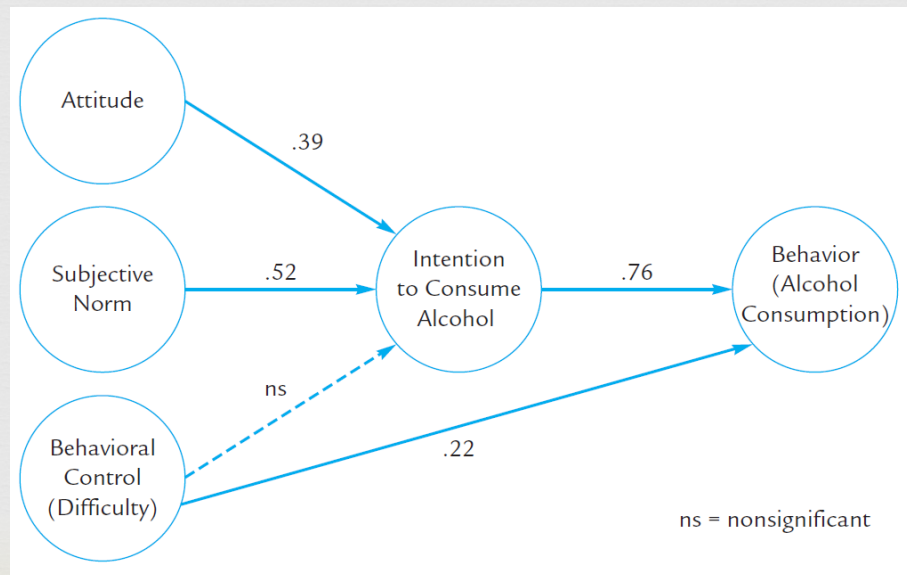 Attitude
.39
Subjective
Norm
.52
Intention
to Consume
Alcohol
.76
Behavior
(Alcohol
Consumption)
ns
Behavioral
Control
(Difficulty)
.22
ns = nonsignificant